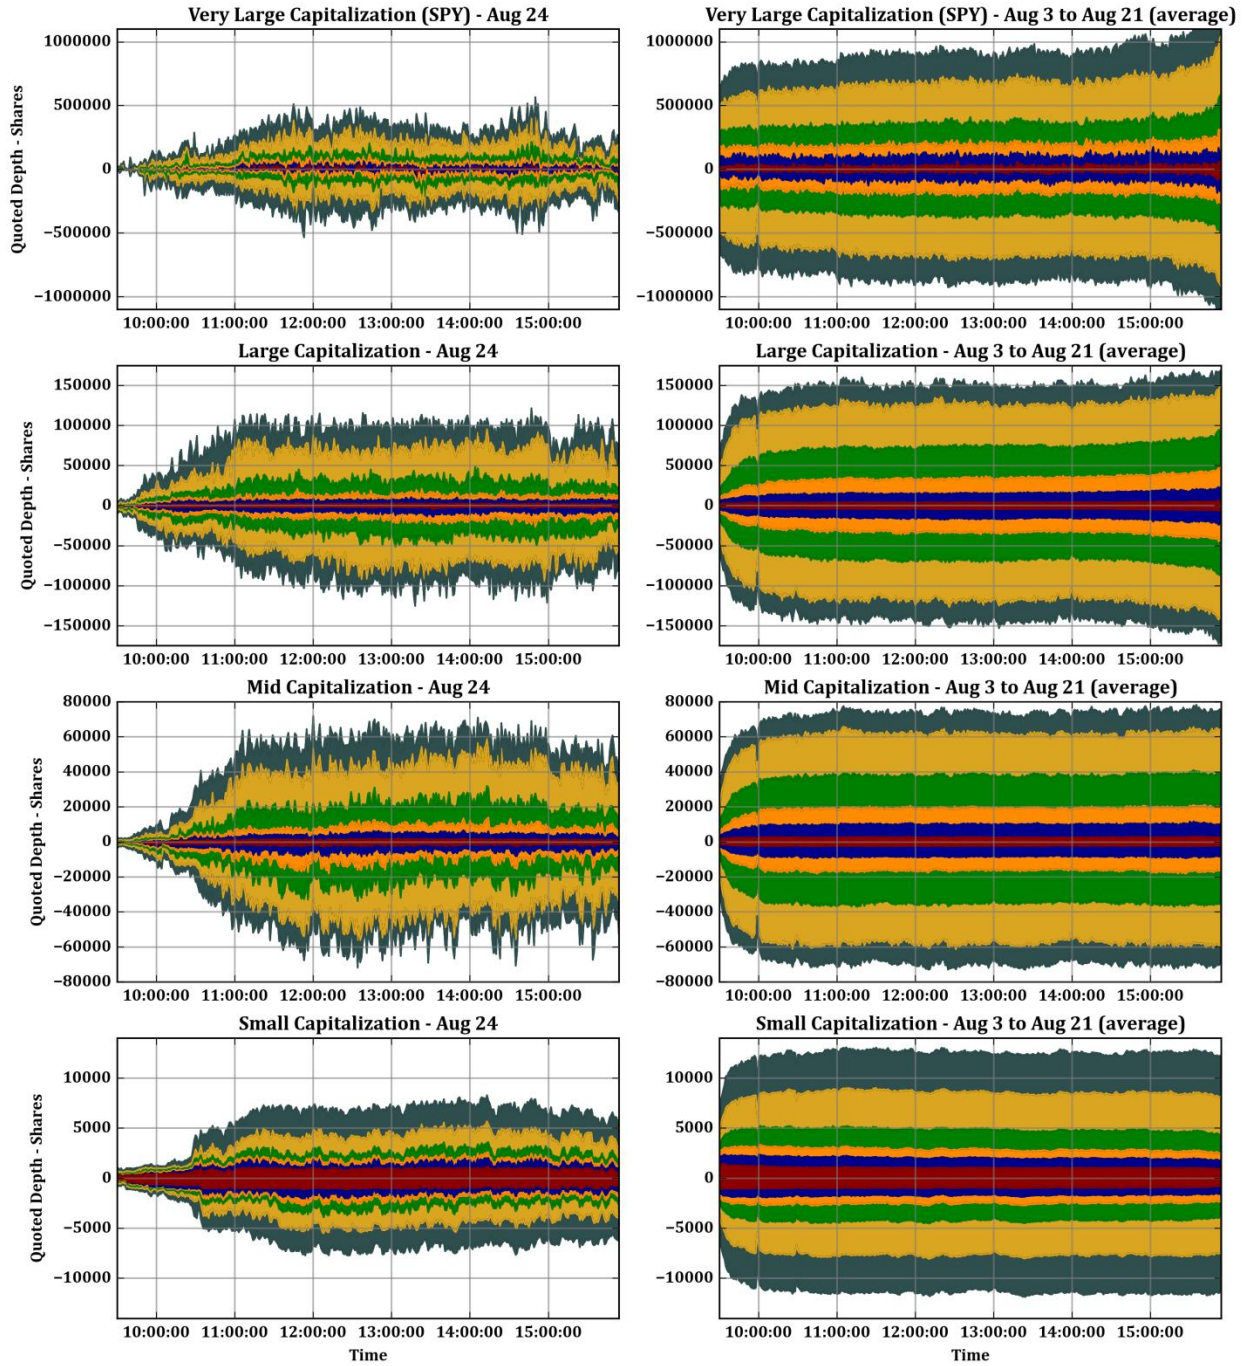 Very Large Capitalization (SPY) - Aug 24
Very Large Capitalization (SPY) - Aug 3 to Aug 21 (average)
Quoted Depth - Shares
1000000
500000
0
−500000
−1000000
10:00:00 11:00:00 12:00:00 13:00:00 14:00:00 15:00:00
1000000
500000
0
−500000
−1000000
10:00:00 11:00:00 12:00:00 13:00:00 14:00:00 15:00:00
Large Capitalization - Aug 24
Large Capitalization - Aug 3 to Aug 21 (average)
Quoted Depth - Shares
150000
100000
50000
0
−50000
−100000
−150000
10:00:00 11:00:00 12:00:00 13:00:00 14:00:00 15:00:00
150000
100000
50000
0
−50000
−100000
−150000
10:00:00 11:00:00 12:00:00 13:00:00 14:00:00 15:00:00
Mid Capitalization - Aug 24
Mid Capitalization - Aug 3 to Aug 21 (average)
Quoted Depth - Shares
80000
60000
40000
20000
0
−20000
−40000
−60000
−80000
10:00:00 11:00:00 12:00:00 13:00:00 14:00:00 15:00:00
80000
60000
40000
20000
0
−20000
−40000
−60000
−80000
10:00:00 11:00:00 12:00:00 13:00:00 14:00:00 15:00:00
Small Capitalization - Aug 24
Small Capitalization - Aug 3 to Aug 21 (average)
Quoted Depth - Shares
10000
5000
0
−5000
−10000
10:00:00 11:00:00 12:00:00 13:00:00 14:00:00 15:00:00
Time
10000
5000
0
−5000
−10000
10:00:00 11:00:00 12:00:00 13:00:00 14:00:00 15:00:00
Time